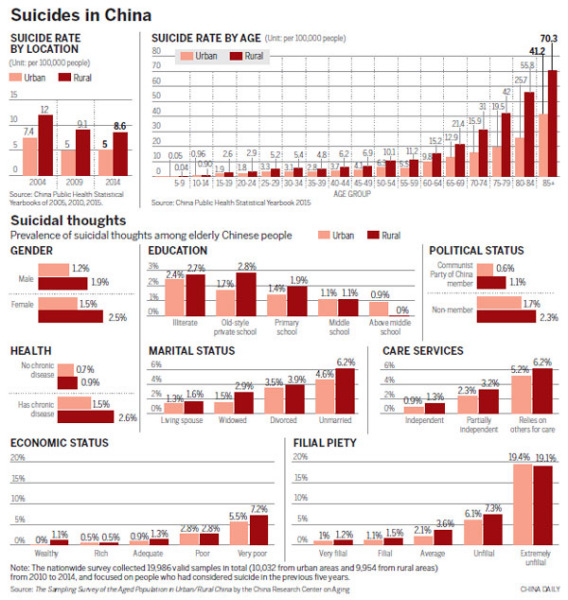 Suicides in China
SUICIDE RATE
BY LOCATION
(Unit: per 100,000 people)
Urban Rural
15
10
5
0
7.4 12
5 9.1
5 8.6
2004 2009 2014
Source: China Public Health Statistical
Yearbooks of 2005, 2010, 2015.
SUICIDE RATE BY AGE (Unit: per 100,000 people)
Urban Rural
80
70
60
50
40
30
20
10
0
0.05 0.04
0.96 0.90
1.9 2.6
1.8 2.9
3.3 5.2
3.1 5.4
2.8 4.8
3.7 6.2
4.1 6.9
10.1
11.2
9.8 15.2
12.9 21.4
15.9 31
19.5 42
25.7 55.8
41.2 70.3
5-9 10-14 15-19 20-24 25-29 30-34 35-39 40-44 45-49 50-54 55-59 60-64 65-69 70-74 75-79 80-84 85+
AGE GROUP
Source: China Public Health Statistical Yearbook 2015
Suicidal thoughts
Prevalence of suicidal thoughts among elderly Chinese people Urban Rural
GENDER
Male 1.2%
1.9%
Female 1.5%
2.5%
EDUCATION
3%
2%
1%
0%
2.4% 2.7% 1.7% 2.8% 1.4% 1.9% 1.1% 1.1% 0.9% 0%
Illiterate Old-style Primary Middle Above middle
private school school school school
POLITICAL STATUS
Communist
Party of China
member
0.6%
1.1%
Non-member 1.7%
2.3%
HEALTH
No chronic
disease
0.7%
0.9%
Has chronic
disease
1.5%
2.6%
MARITAL STATUS
6%
4%
2%
0%
1.3% 1.6% 1.5% 2.9% 3.5% 3.9% 4.6% 6.2%
Living spouse Widowed Divorced Unmarried
CARE SERVICES
6%
4%
2%
0%
0.9% 1.3% 2.3% 3.2% 5.2% 6.2%
Independent Partially Relies on
independent others for care
ECONOMIC STATUS
20%
15%
10%
5%
0%
0% 1.1% 0.5% 0.5% 0.9% 1.3% 2.8% 2.8% 5.5% 7.2%
Wealthy Rich Adequate Poor Very poor
FILIAL PIETY
20%
15%
10%
5%
0%
1% 1.2% 1.1% 1.5% 2.1% 3.6% 6.1% 7.3% 19.4% 19.1%
Very filial Filial Average Unfilial Extremely
unfilial
Note: The nationwide survey collected 19,986 valid samples in total (10,032 from urban areas and 9,954 from rural areas)
from 2010 to 2014, and focused on people who had considered suicide in the previous five years.
Source: The Sampling Survey of the Aged Population in Urban/Rural China by the China Research Center on Aging
CHINA DAILY